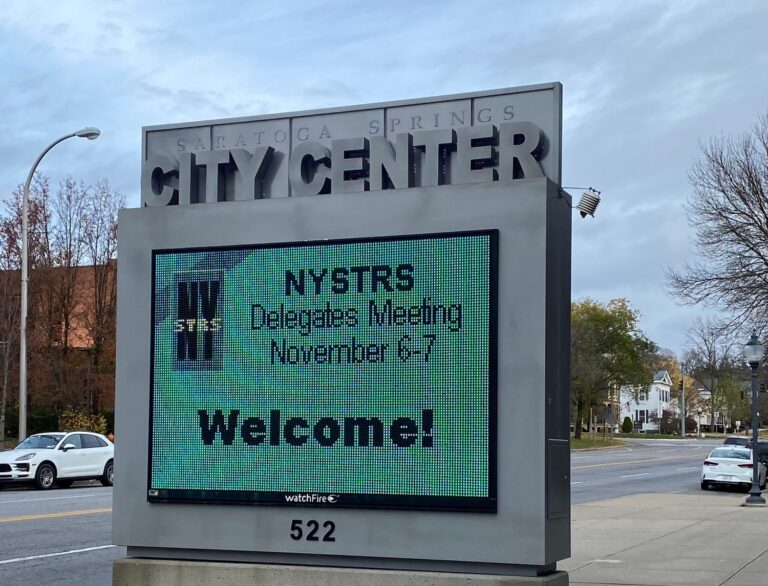 SARATOGA SPRINGS
CITY CENTER
NY
STRS
NYSTRS
Delegates Meeting
November 6-7
Welcome!
watchFire
522